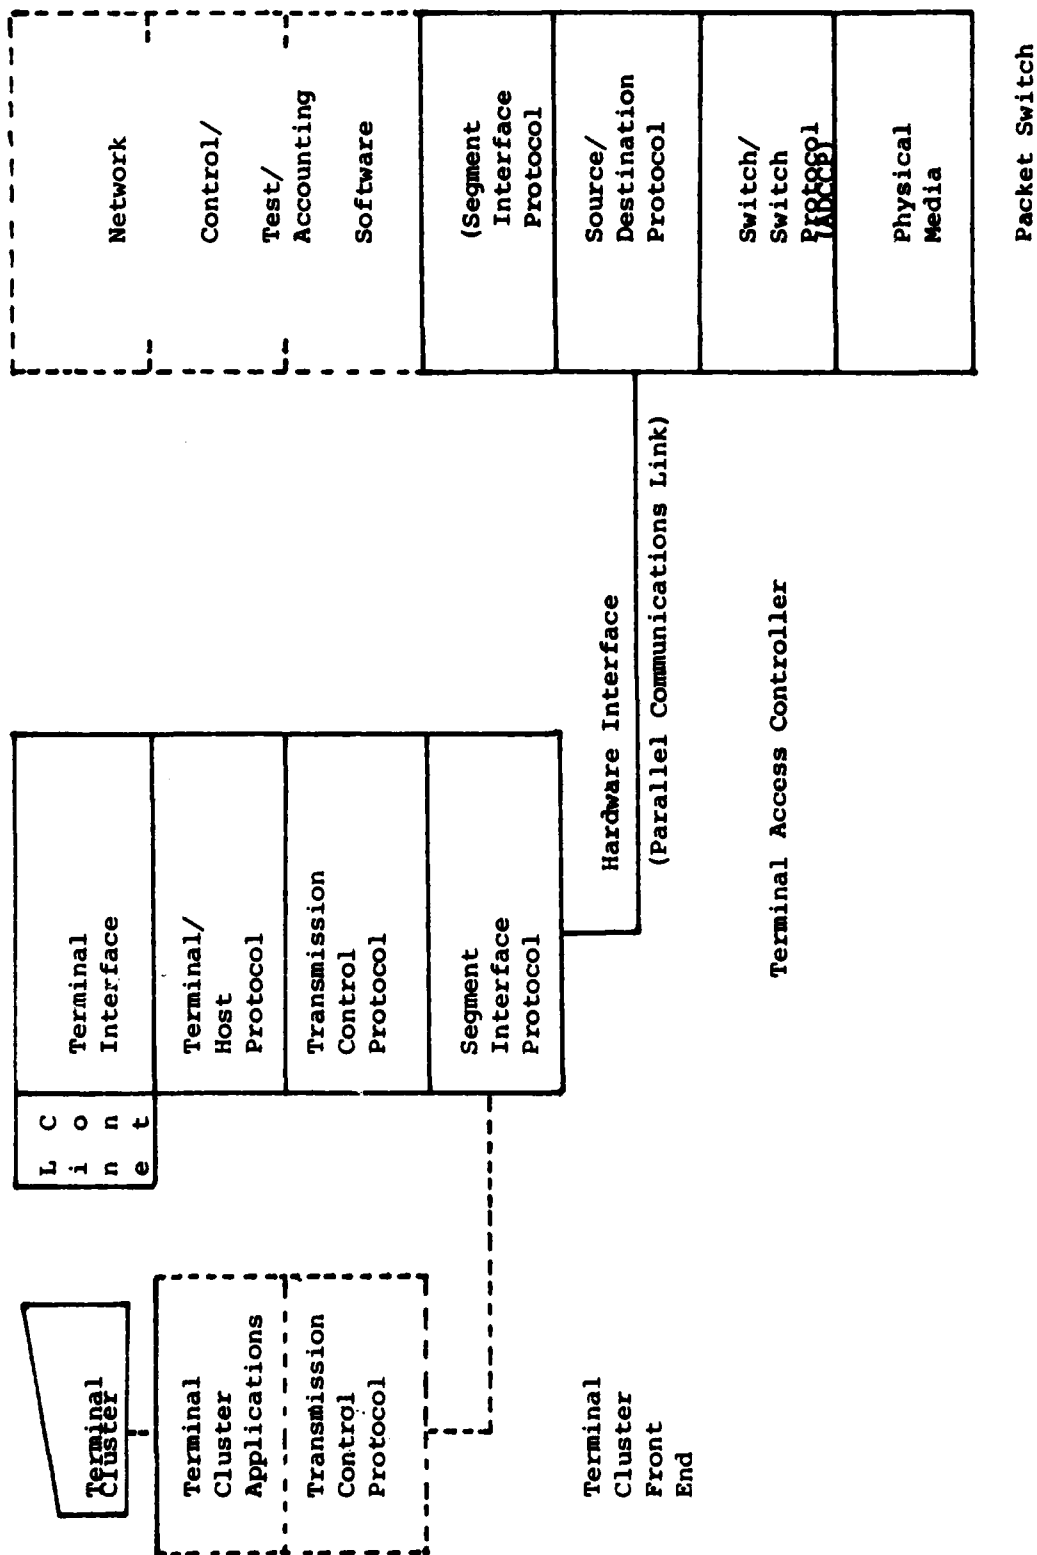 Terminal
Cluster
Terminal
Cluster
Applications
Transmission
Control
Protocol
Terminal
Cluster
Front
End
L C
i o
n n
e t
Terminal
Interface
Terminal/
Host
Protocol
Transmission
Control
Protocol
Segment
Interface
Protocol
Hardware Interface
(Parallel Communications Link)
Terminal Access Controller
Network
Control/
Test/
Accounting
Software
(Segment
Interface
Protocol
Source/
Destination
Protocol
Switch/
Switch
Protocol
(ADCCP)
Physical
Media
Packet Switch